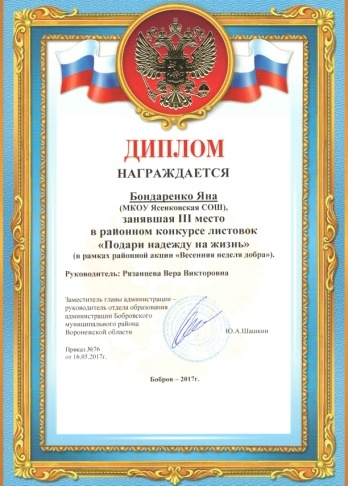 ДИПЛОМ
НАГРАЖДАЕТСЯ
Бондаренко Яна
(МКОУ Ясенковская СОШ),
занявшая III место
в районном конкурсе листовок
«Подари надежду на жизнь»
(в рамках районной акции «Весенняя неделя добра»).
Руководитель: Рязанцева Вера Викторовна
Заместитель главы администрации –
руководитель отдела образования
администрации Бобровского
муниципального района
Воронежской области
Ю.А.Шашкин
Приказ №76
от 16.05.2017г.
Бобров – 2017г.